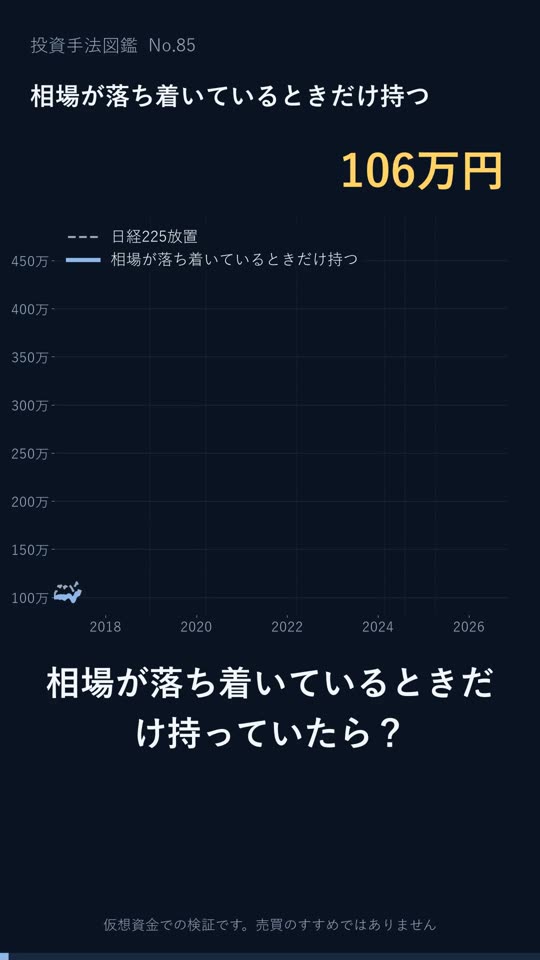 投資手法図鑑 No.85
相場が落ち着いているときだけ持つ
106万円
日経225放置
相場が落ち着いているときだけ持つ
450万
400万
350万
300万
250万
200万
150万
100万
2018 2020 2022 2024 2026
相場が落ち着いているときだ
け持っていたら？
仮想資金での検証です。売買のすすめではありません